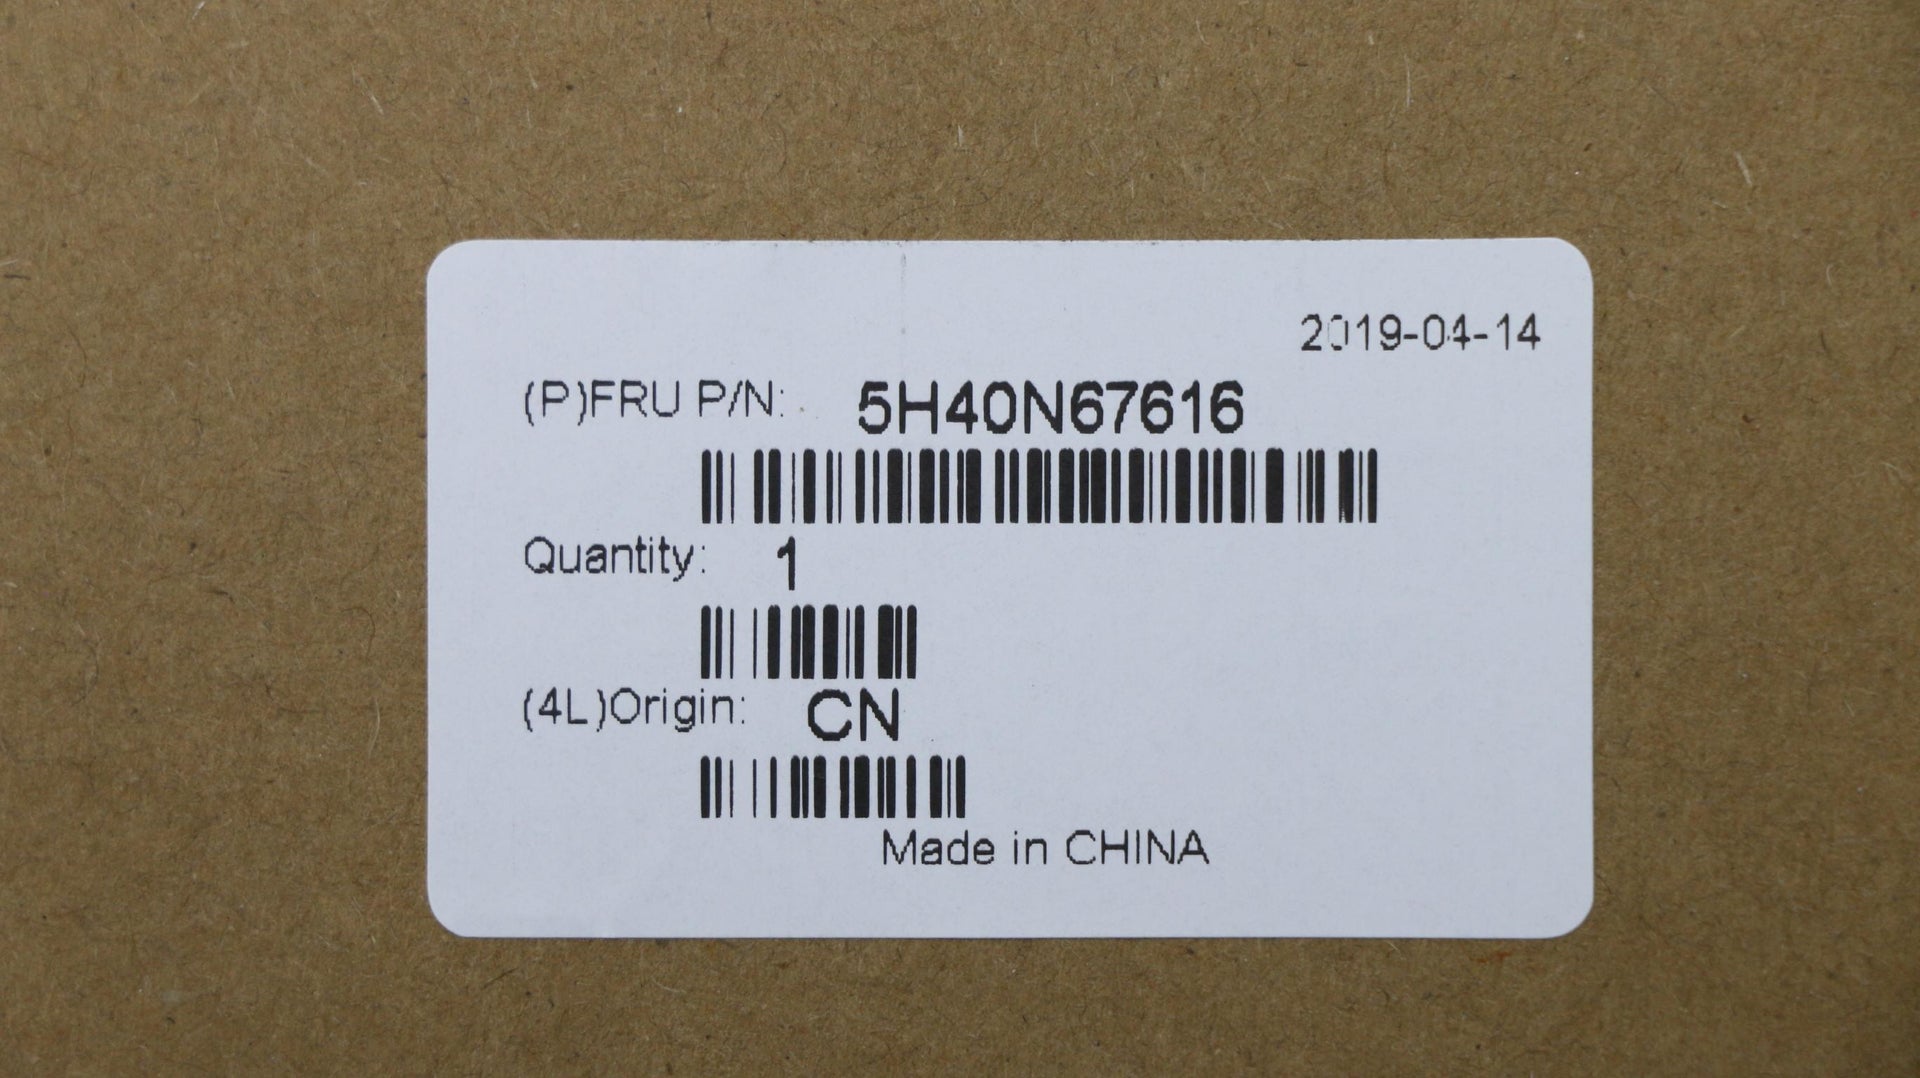 2019-04-14
(P)FRU P/N: 5H40N67616
Quantity: 1
(4L)Origin: CN
Made in CHINA